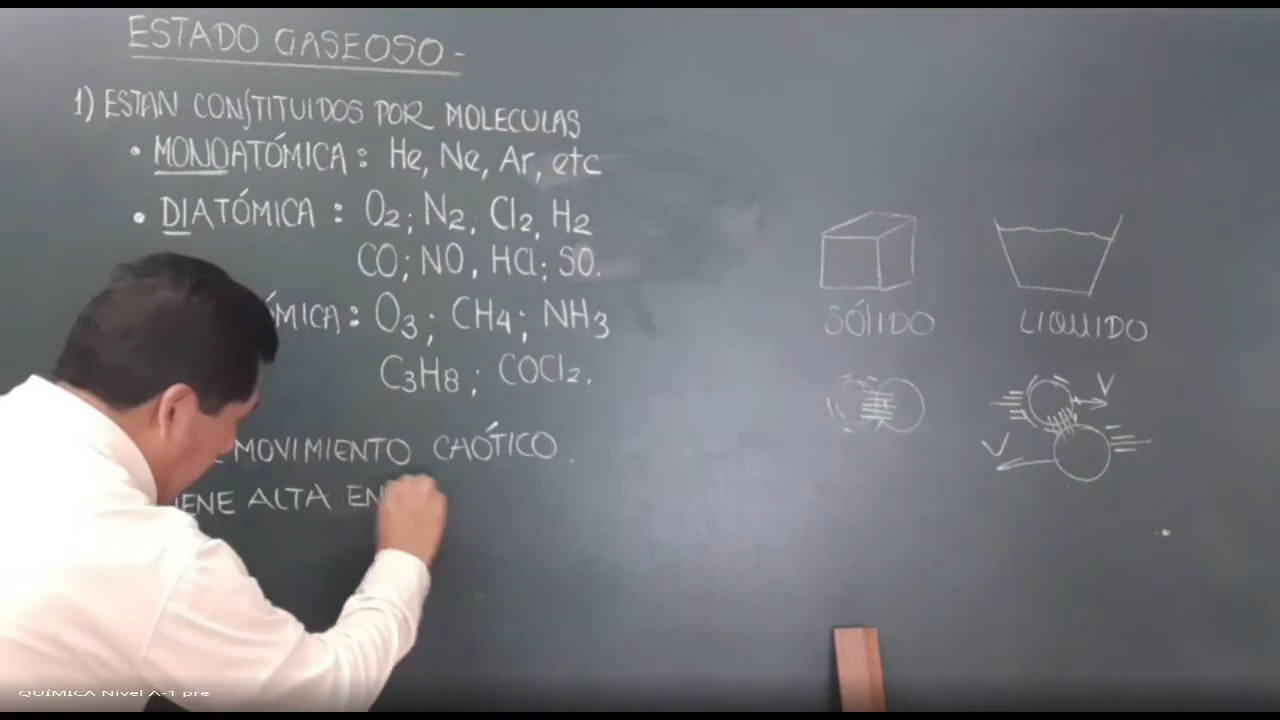 ESTADO GASEOSO.-
1) ESTAN CONSTITUIDOS POR MOLECULAS
• MONOATÓMICA : He, Ne, Ar, etc
• DIATÓMICA : O2; N2, Cl2, H2
CO; NO, HCl; SO.
ÓMICA: O3; CH4; NH3
C3H8; COCl2.
MOVIMIENTO CAÓTICO.
ENE ALTA EN
SÓLIDO
LIQUIDO
V
V
QUÍMICA Nivel A-1 pre